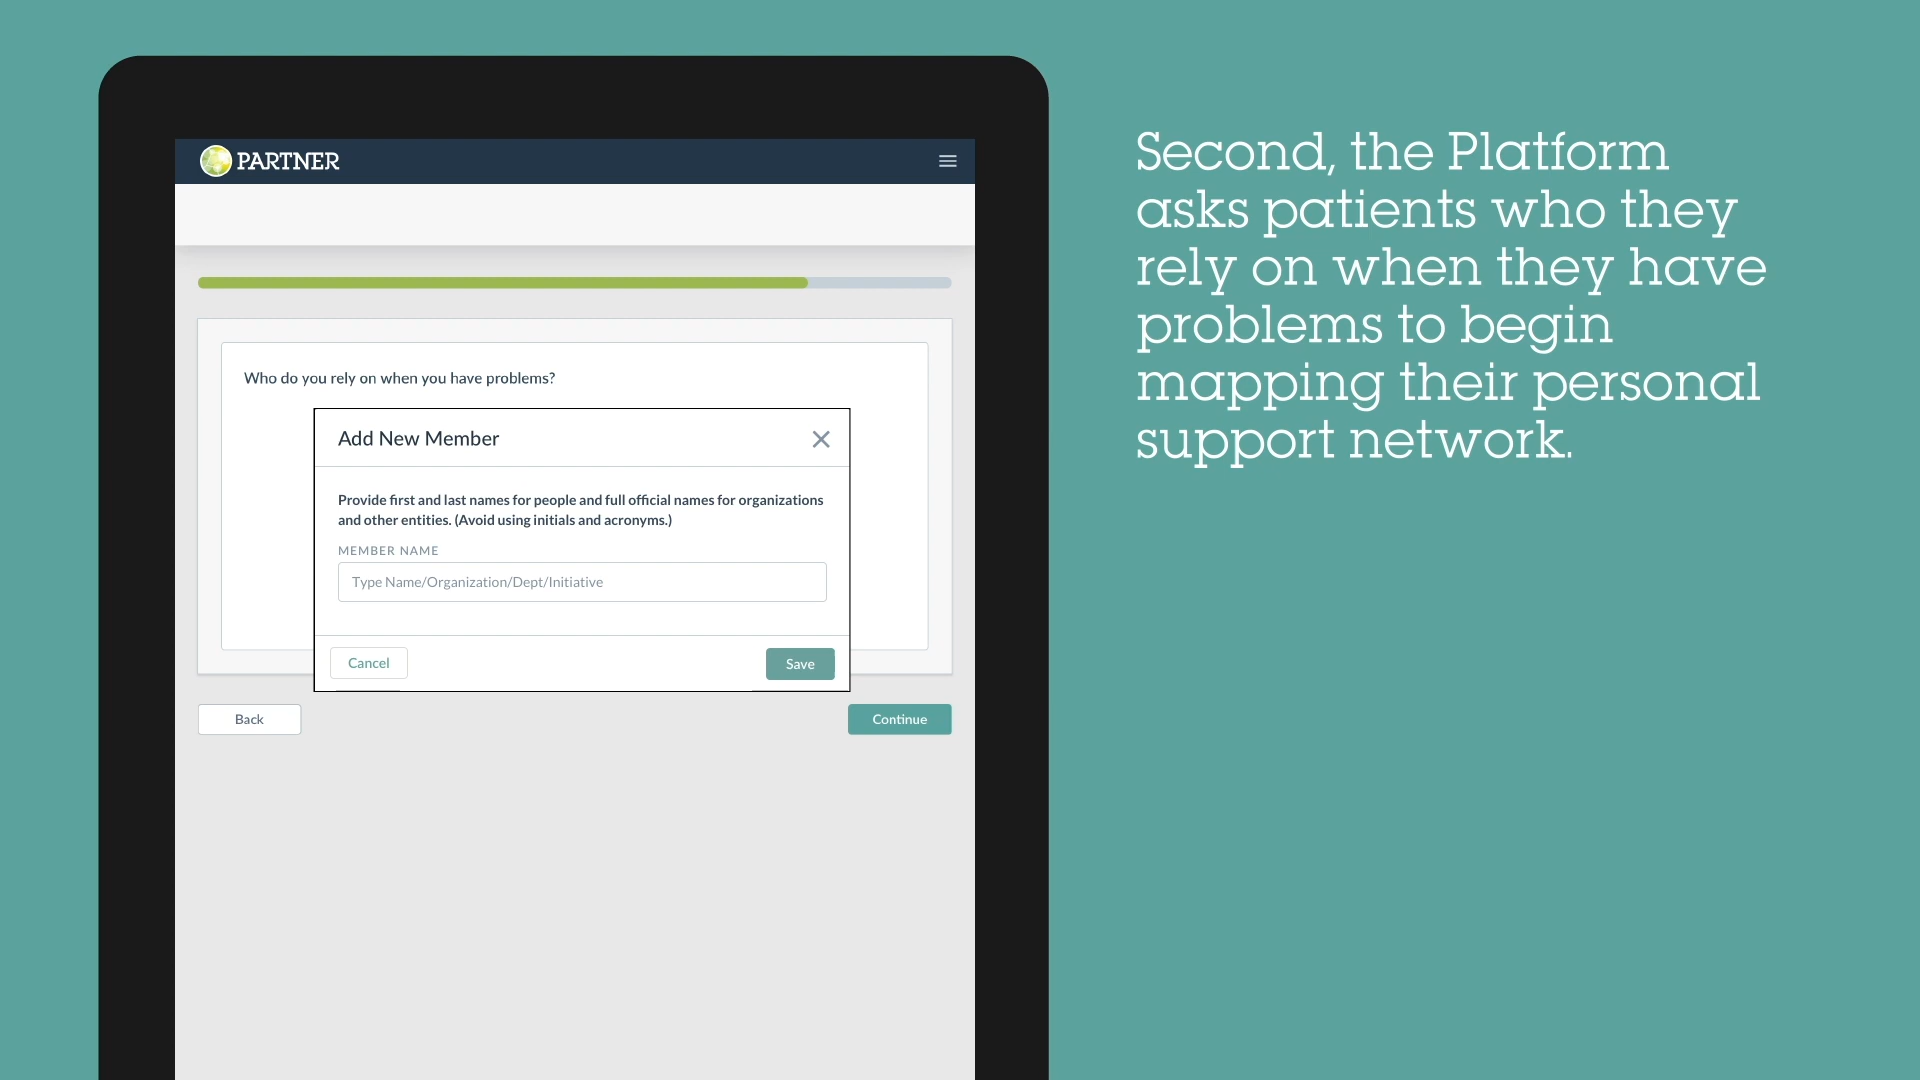 PARTNER
Who do you rely on when you have problems?
Add New Member
Provide first and last names for people and full official names for organizations
and other entities. (Avoid using initials and acronyms.)
MEMBER NAME
Type Name/Organization/Dept/Initiative
Cancel
Save
Back
Continue
Second, the Platform
asks patients who they
rely on when they have
problems to begin
mapping their personal
support network.